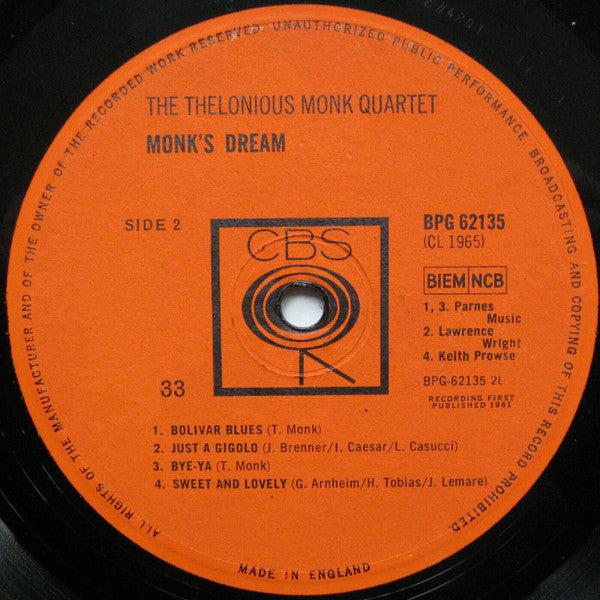 ALL RIGHTS OF THE MANUFACTURER AND OF THE OWNER OF THE RECORDED WORK RESERVED. UNAUTHORIZED PUBLIC PERFORMANCE, BROADCASTING AND COPYING OF THIS RECORD PROHIBITED.
THE THELONIOUS MONK QUARTET
MONK'S DREAM
SIDE 2
BPG 62135
(CL 1965)
CBS
BIEM NCB
1, 3. Parnes
Music
2. Lawrence
Wright
4. Keith Prowse
33
BPG-62135 2L
RECORDING FIRST
PUBLISHED 1961
1. BOLIVAR BLUES (T. Monk)
2. JUST A GIGOLO (J. Brenner/I. Caesar/L. Casucci)
3. BYE-YA (T. Monk)
4. SWEET AND LOVELY (G. Arnheim/H. Tobias/J. Lemare)
MADE IN ENGLAND